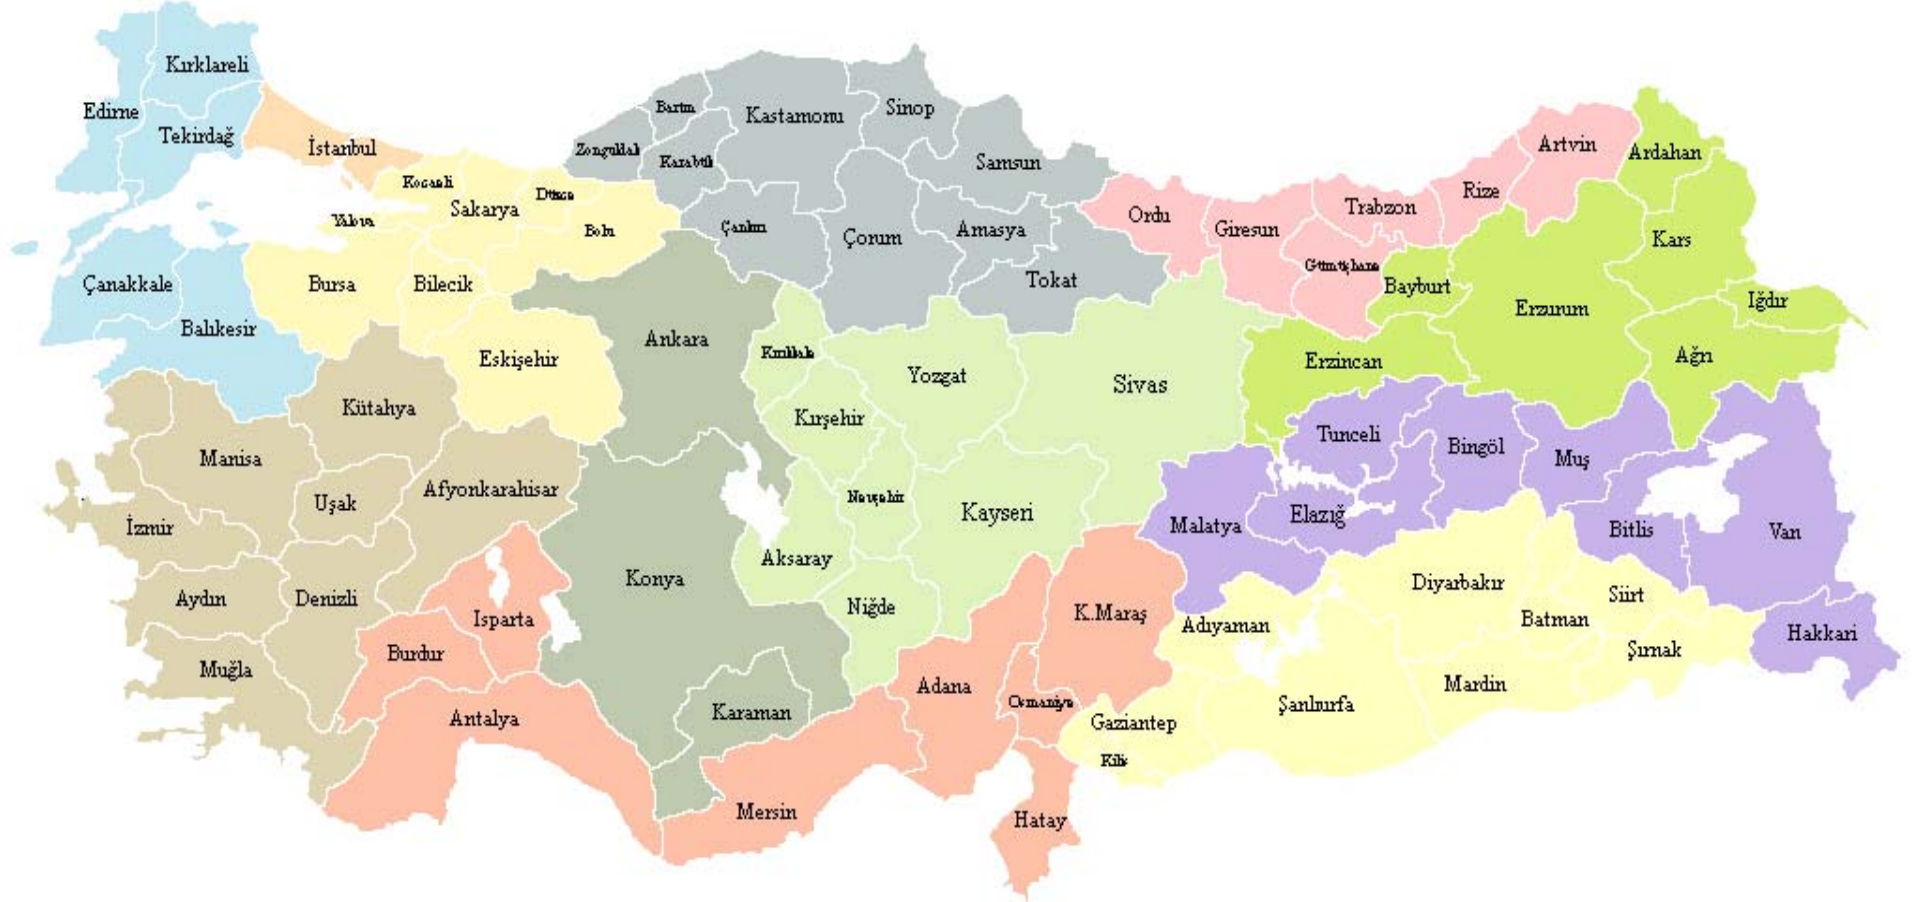 Kırklareli
Edirne
Tekirdağ
İstanbul
Kocaeli
Sakarya
Düzce
Yalova
Bolu
Bursa
Bilecik
Eskişehir
Çanakkale
Balıkesir
Bartın
Zonguldak
Karabük
Kastamonu
Sinop
Samsun
Çankırı
Çorum
Amasya
Tokat
Ordu
Giresun
Trabzon
Rize
Artvin
Gümüşhane
Ardahan
Kars
Bayburt
Erzurum
Iğdır
Ağrı
Erzincan
Ankara
Kırıkkale
Yozgat
Sivas
Kırşehir
Nevşehir
Kayseri
Aksaray
Niğde
Konya
Karaman
Kütahya
Manisa
Uşak
Afyonkarahisar
İzmir
Aydın
Denizli
Muğla
Isparta
Burdur
Antalya
Mersin
Adana
Osmaniye
K.Maraş
Hatay
Tunceli
Bingöl
Muş
Malatya
Elazığ
Bitlis
Van
Hakkari
Diyarbakır
Siirt
Batman
Şırnak
Adıyaman
Mardin
Şanlıurfa
Gaziantep
Kilis